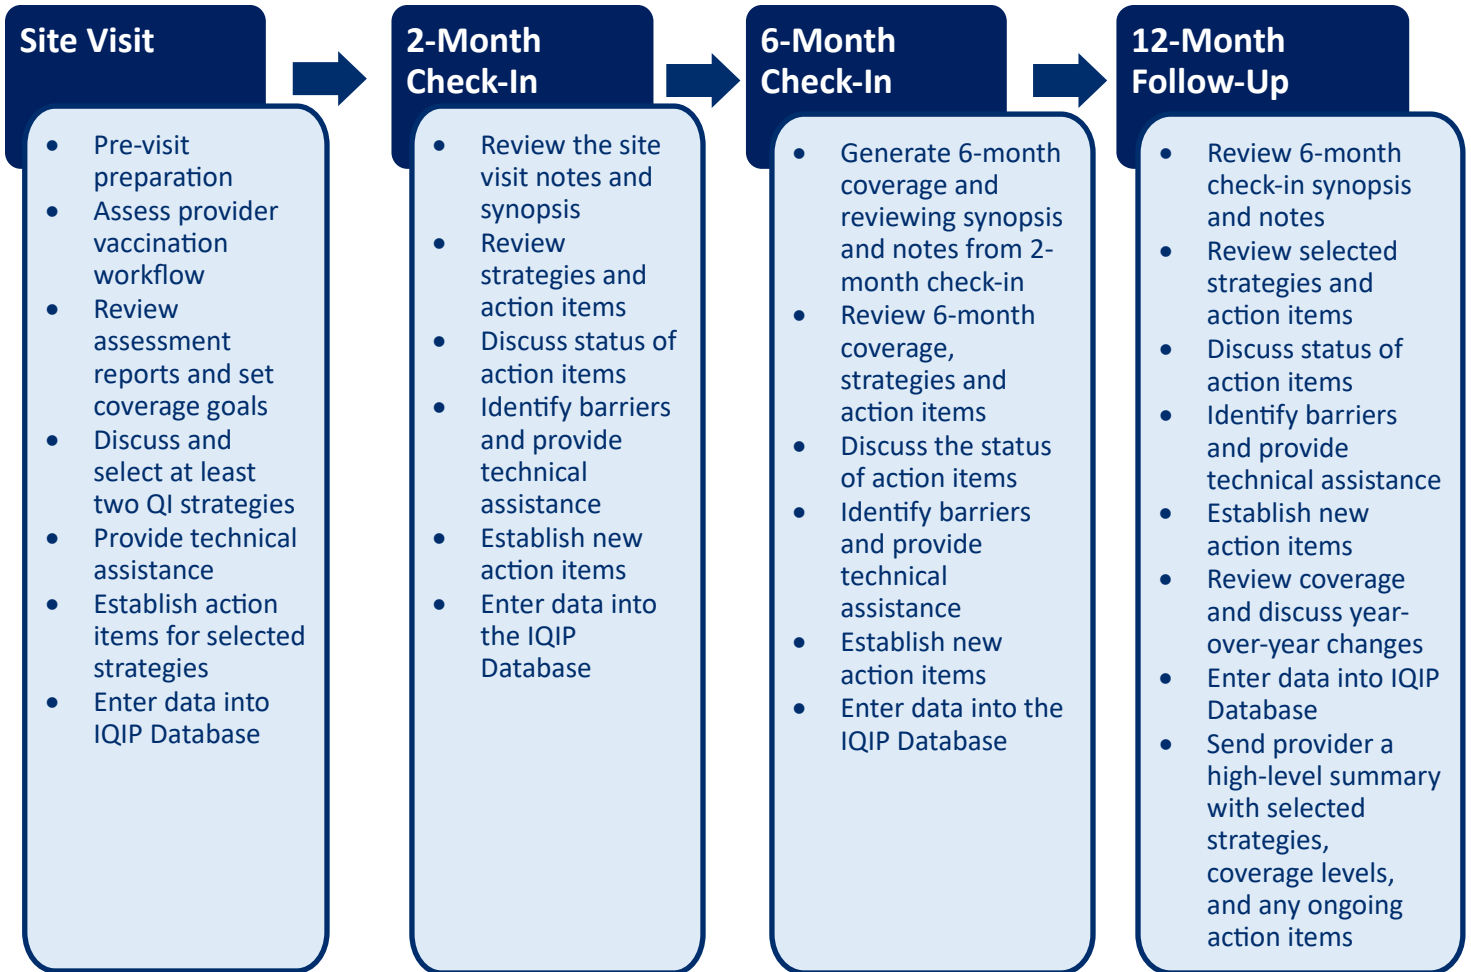 Site Visit
• Pre-visit
preparation
• Assess provider
vaccination
workflow
• Review
assessment
reports and set
coverage goals
• Discuss and
select at least
two QI strategies
• Provide technical
assistance
• Establish action
items for selected
strategies
• Enter data into
IQIP Database
2-Month
Check-In
• Review the site
visit notes and
synopsis
• Review
strategies and
action items
• Discuss status of
action items
• Identify barriers
and provide
technical
assistance
• Establish new
action items
• Enter data into
the IQIP
Database
6-Month
Check-In
• Generate 6-month
coverage and
reviewing synopsis
and notes from 2-
month check-in
• Review 6-month
coverage,
strategies and
action items
• Discuss the status
of action items
• Identify barriers
and provide
technical
assistance
• Establish new
action items
• Enter data into the
IQIP Database
12-Month
Follow-Up
• Review 6-month
check-in synopsis
and notes
• Review selected
strategies and
action items
• Discuss status of
action items
• Identify barriers
and provide
technical assistance
• Establish new
action items
• Review coverage
and discuss year-
over-year changes
• Enter data into IQIP
Database
• Send provider a
high-level summary
with selected
strategies,
coverage levels,
and any ongoing
action items